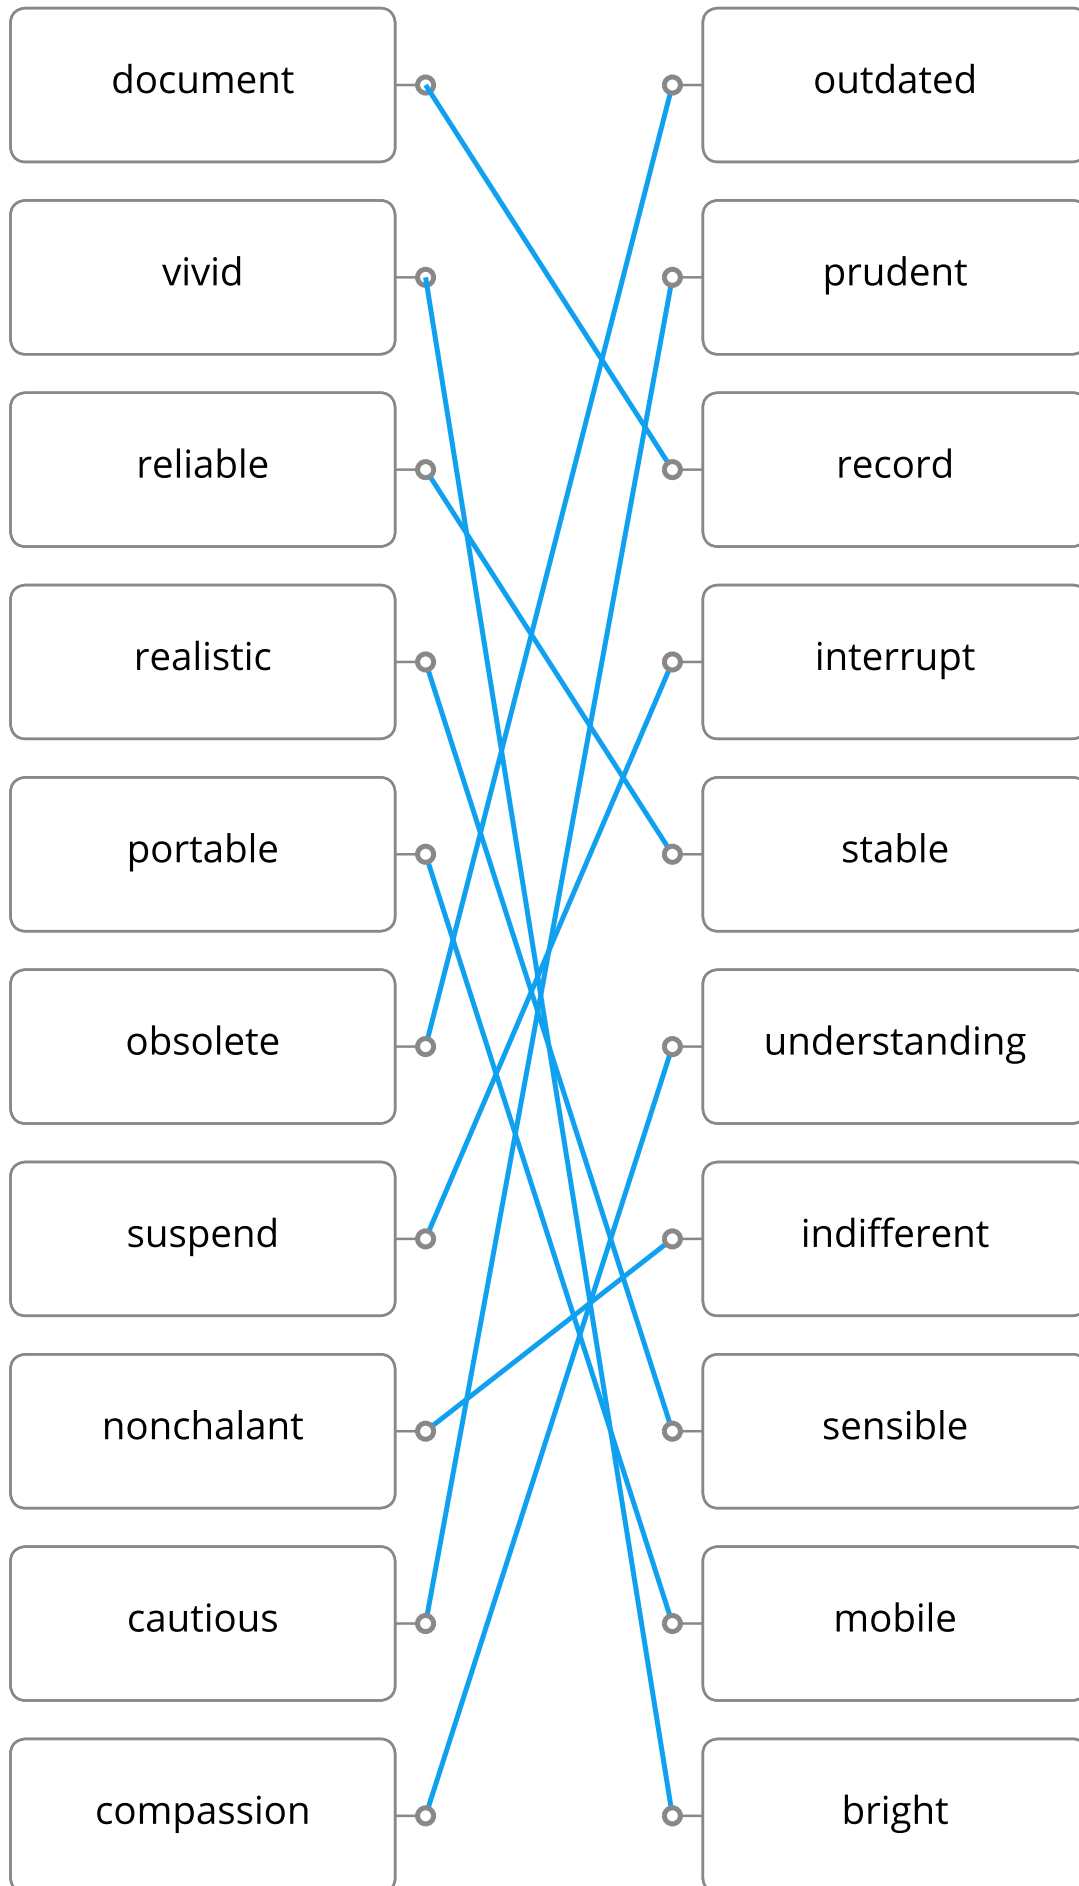 document
outdated
vivid
prudent
reliable
record
realistic
interrupt
portable
stable
obsolete
understanding
suspend
indifferent
nonchalant
sensible
cautious
mobile
compassion
bright